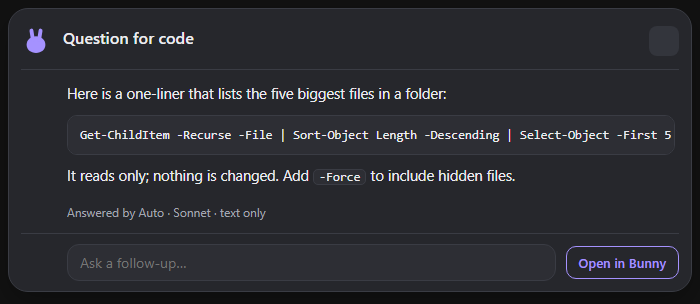 Question for code
Here is a one-liner that lists the five biggest files in a folder:
Get-ChildItem -Recurse -File | Sort-Object Length -Descending | Select-Object -First 5
It reads only; nothing is changed. Add -Force to include hidden files.
Answered by Auto · Sonnet · text only
Ask a follow-up...
Open in Bunny